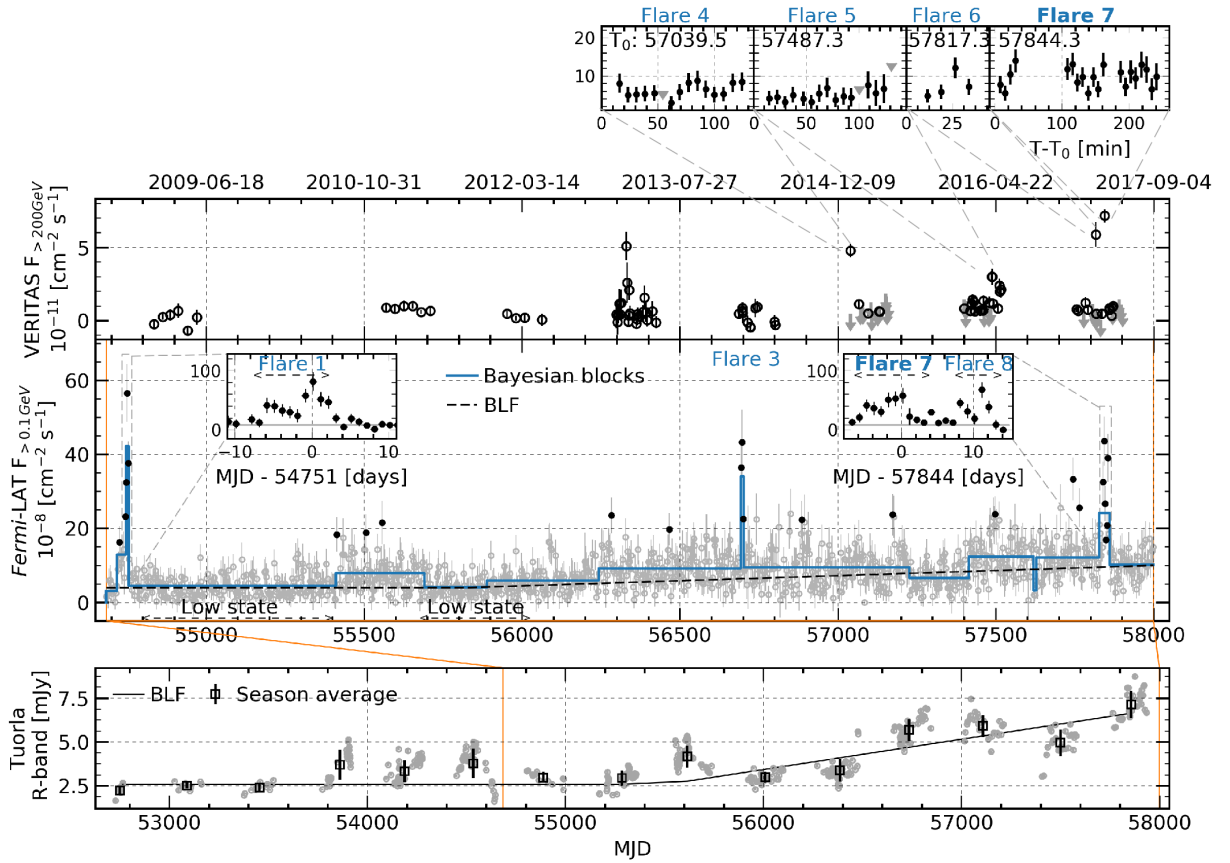 Flare 4 Flare 5 Flare 6 Flare 7
20 T0: 57039.5 57487.3 57817.3 57844.3
10
0 50 100 0 50 100 0 25 0 100 200
T-T0 [min]
2009-06-18 2010-10-31 2012-03-14 2013-07-27 2014-12-09 2016-04-22 2017-09-04
VERITAS F>200GeV
10−11 [cm−2 s−1]
5
0
Flare 1 Flare 3 Flare 7 Flare 8
100 100
0 0
−10 0 10 0 10
MJD - 54751 [days] MJD - 57844 [days]
Bayesian blocks
BLF
Fermi-LAT F>0.1GeV
10−8 [cm−2 s−1]
60
40
20
0
Low state Low state
55000 55500 56000 56500 57000 57500 58000
Tuorla
R-band [mJy]
BLF Season average
7.5
5.0
2.5
53000 54000 55000 56000 57000 58000
MJD